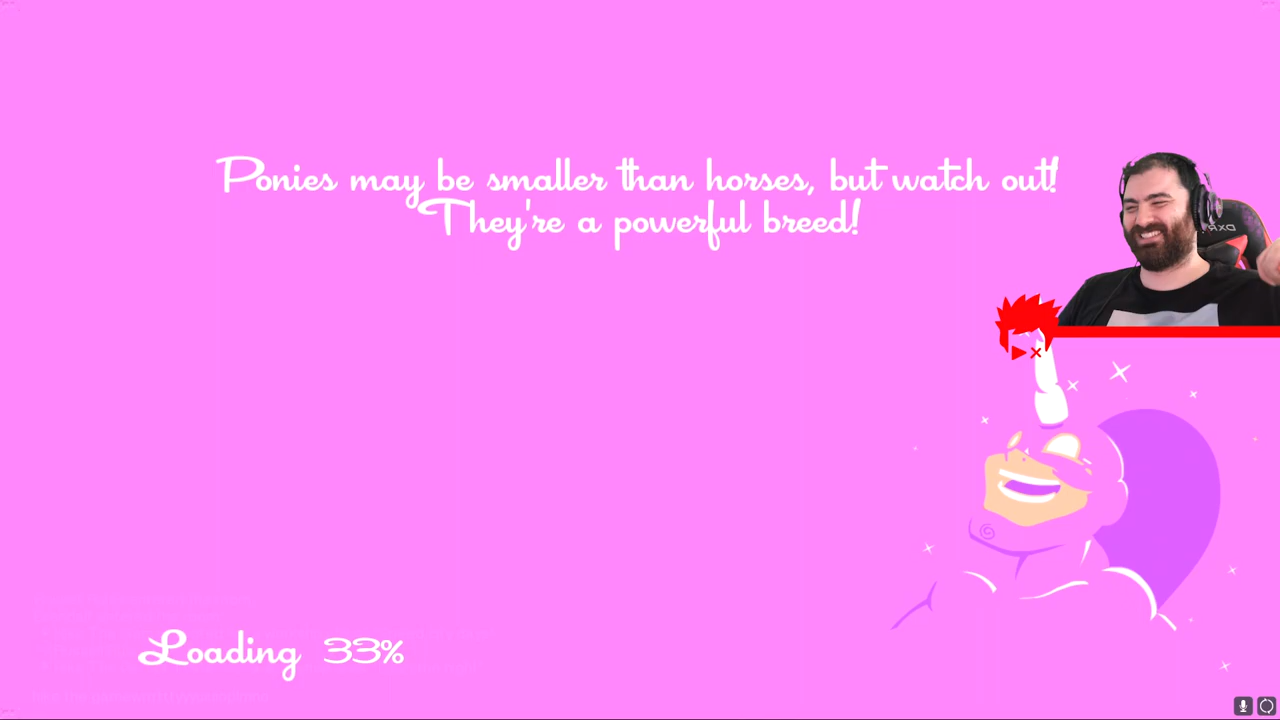 Ponies may be smaller than horses, but watch out!
They're a powerful breed!
Loading 33%